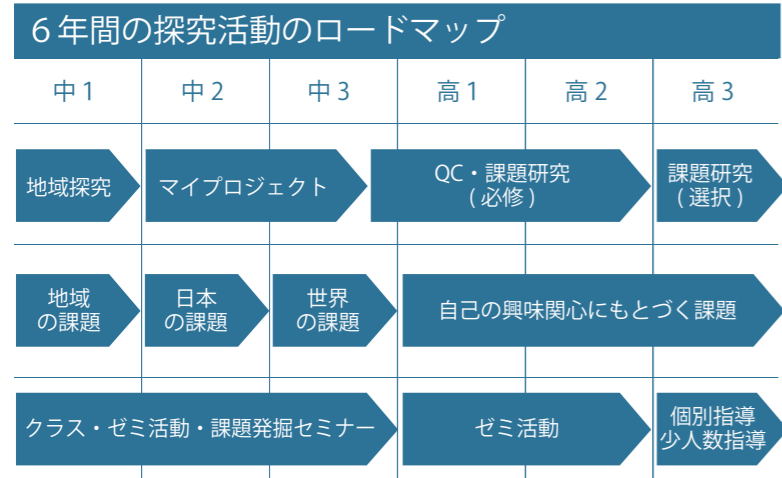 6年間の探究活動のロードマップ
中1 中2 中3 高1 高2 高3
地域探究
マイプロジェクト
QC・課題研究
(必修)
課題研究
(選択)
地域
の課題
日本
の課題
世界
の課題
自己の興味関心にもとづく課題
クラス・ゼミ活動・課題発掘セミナー
ゼミ活動
個別指導
少人数指導